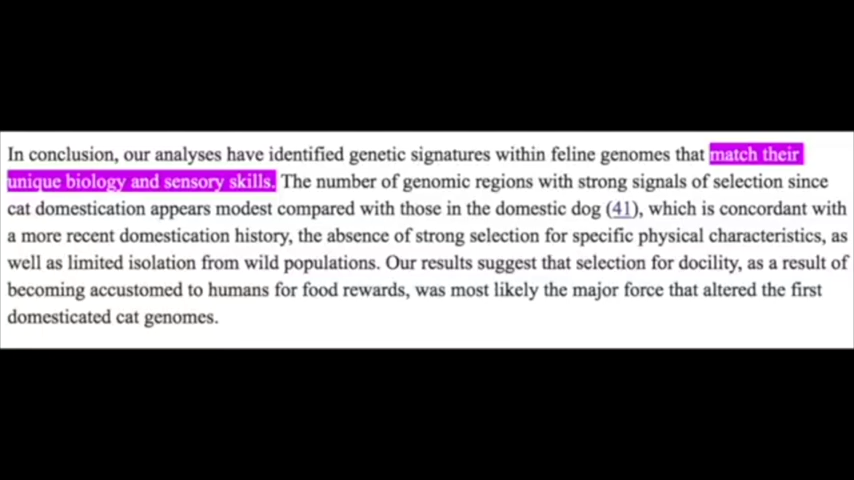 In conclusion, our analyses have identified genetic signatures within feline genomes that match their
unique biology and sensory skills. The number of genomic regions with strong signals of selection since
cat domestication appears modest compared with those in the domestic dog (41), which is concordant with
a more recent domestication history, the absence of strong selection for specific physical characteristics, as
well as limited isolation from wild populations. Our results suggest that selection for docility, as a result of
becoming accustomed to humans for food rewards, was most likely the major force that altered the first
domesticated cat genomes.